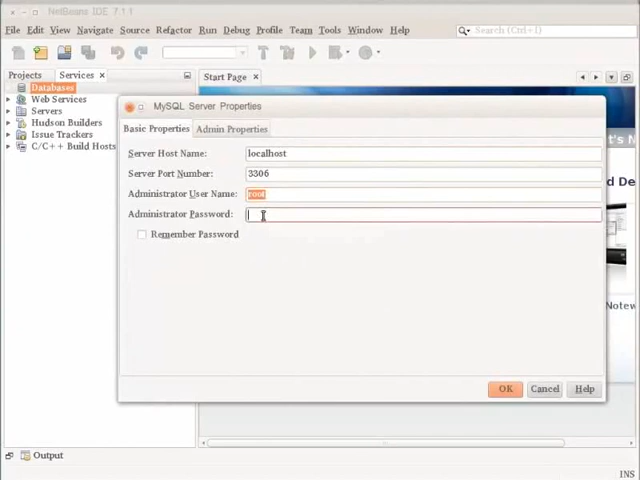 NetBeans IDE 7.1.1
File Edit View Navigate Source Refactor Run Debug Profile Team Tools Window Help
Search (Ctrl+I)
Projects Services Start Page
Databases
Web Services
Servers
Hudson Builders
Issue Trackers
C/C++ Build Hosts
MySQL Server Properties
Basic Properties Admin Properties
Server Host Name: localhost
Server Port Number: 3306
Administrator User Name: root
Administrator Password:
Remember Password
OK Cancel Help
t's N
ded D
Notew
Output
INS